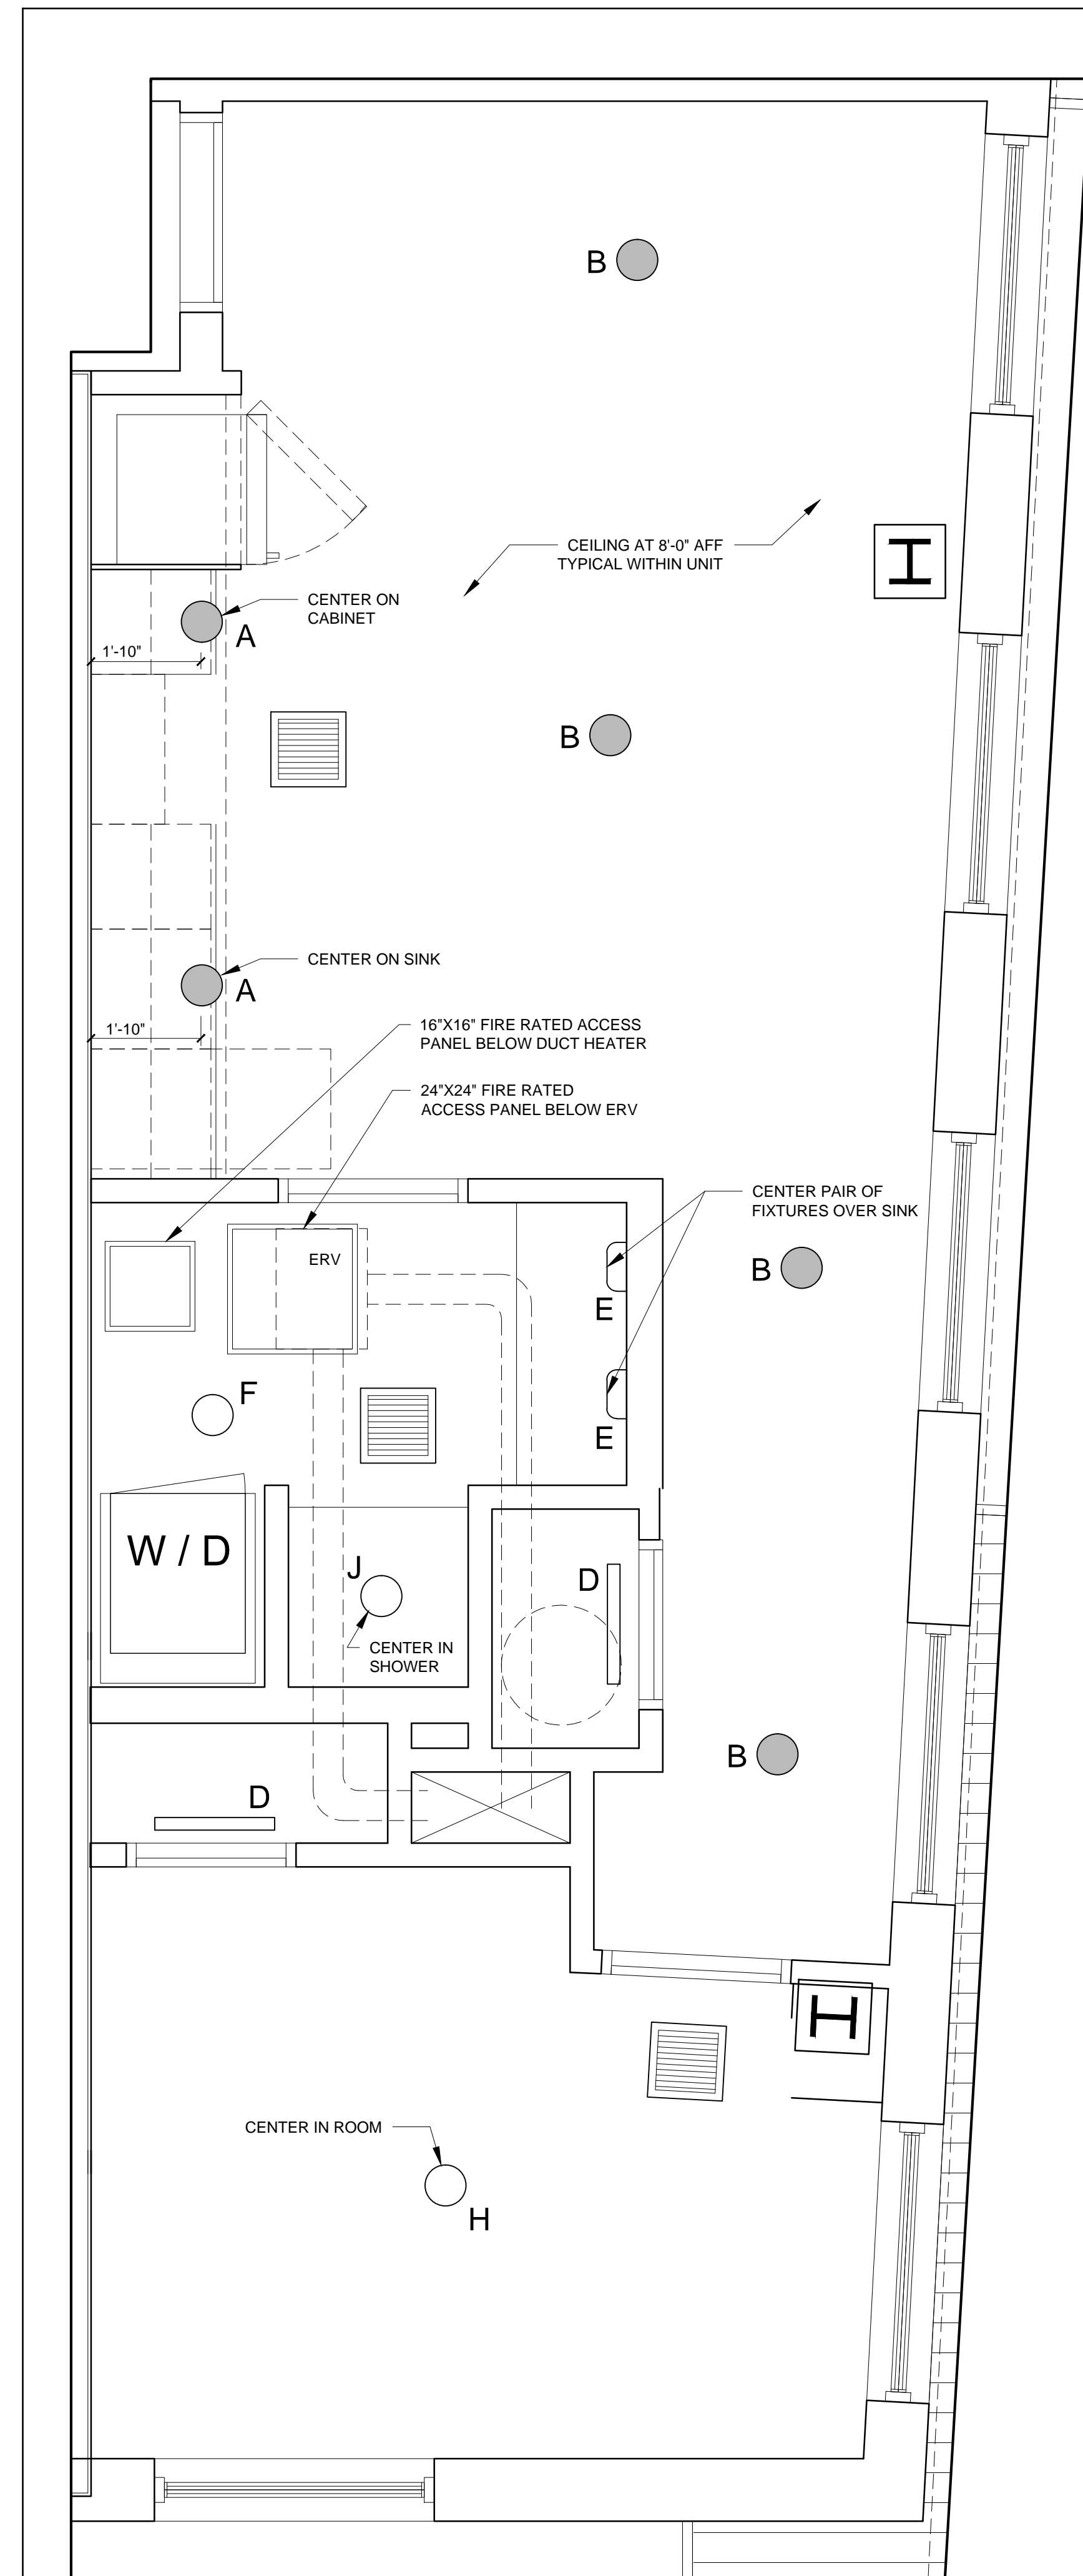 B
CEILING AT 8'-0" AFF
TYPICAL WITHIN UNIT
H
CENTER ON
CABINET
A
1'-10"
B
CENTER ON SINK
A
1'-10"
16"X16" FIRE RATED ACCESS
PANEL BELOW DUCT HEATER
24"X24" FIRE RATED
ACCESS PANEL BELOW ERV
CENTER PAIR OF
FIXTURES OVER SINK
ERV
B
E
F
E
W / D
J
D
CENTER IN
SHOWER
B
D
H
CENTER IN ROOM
H